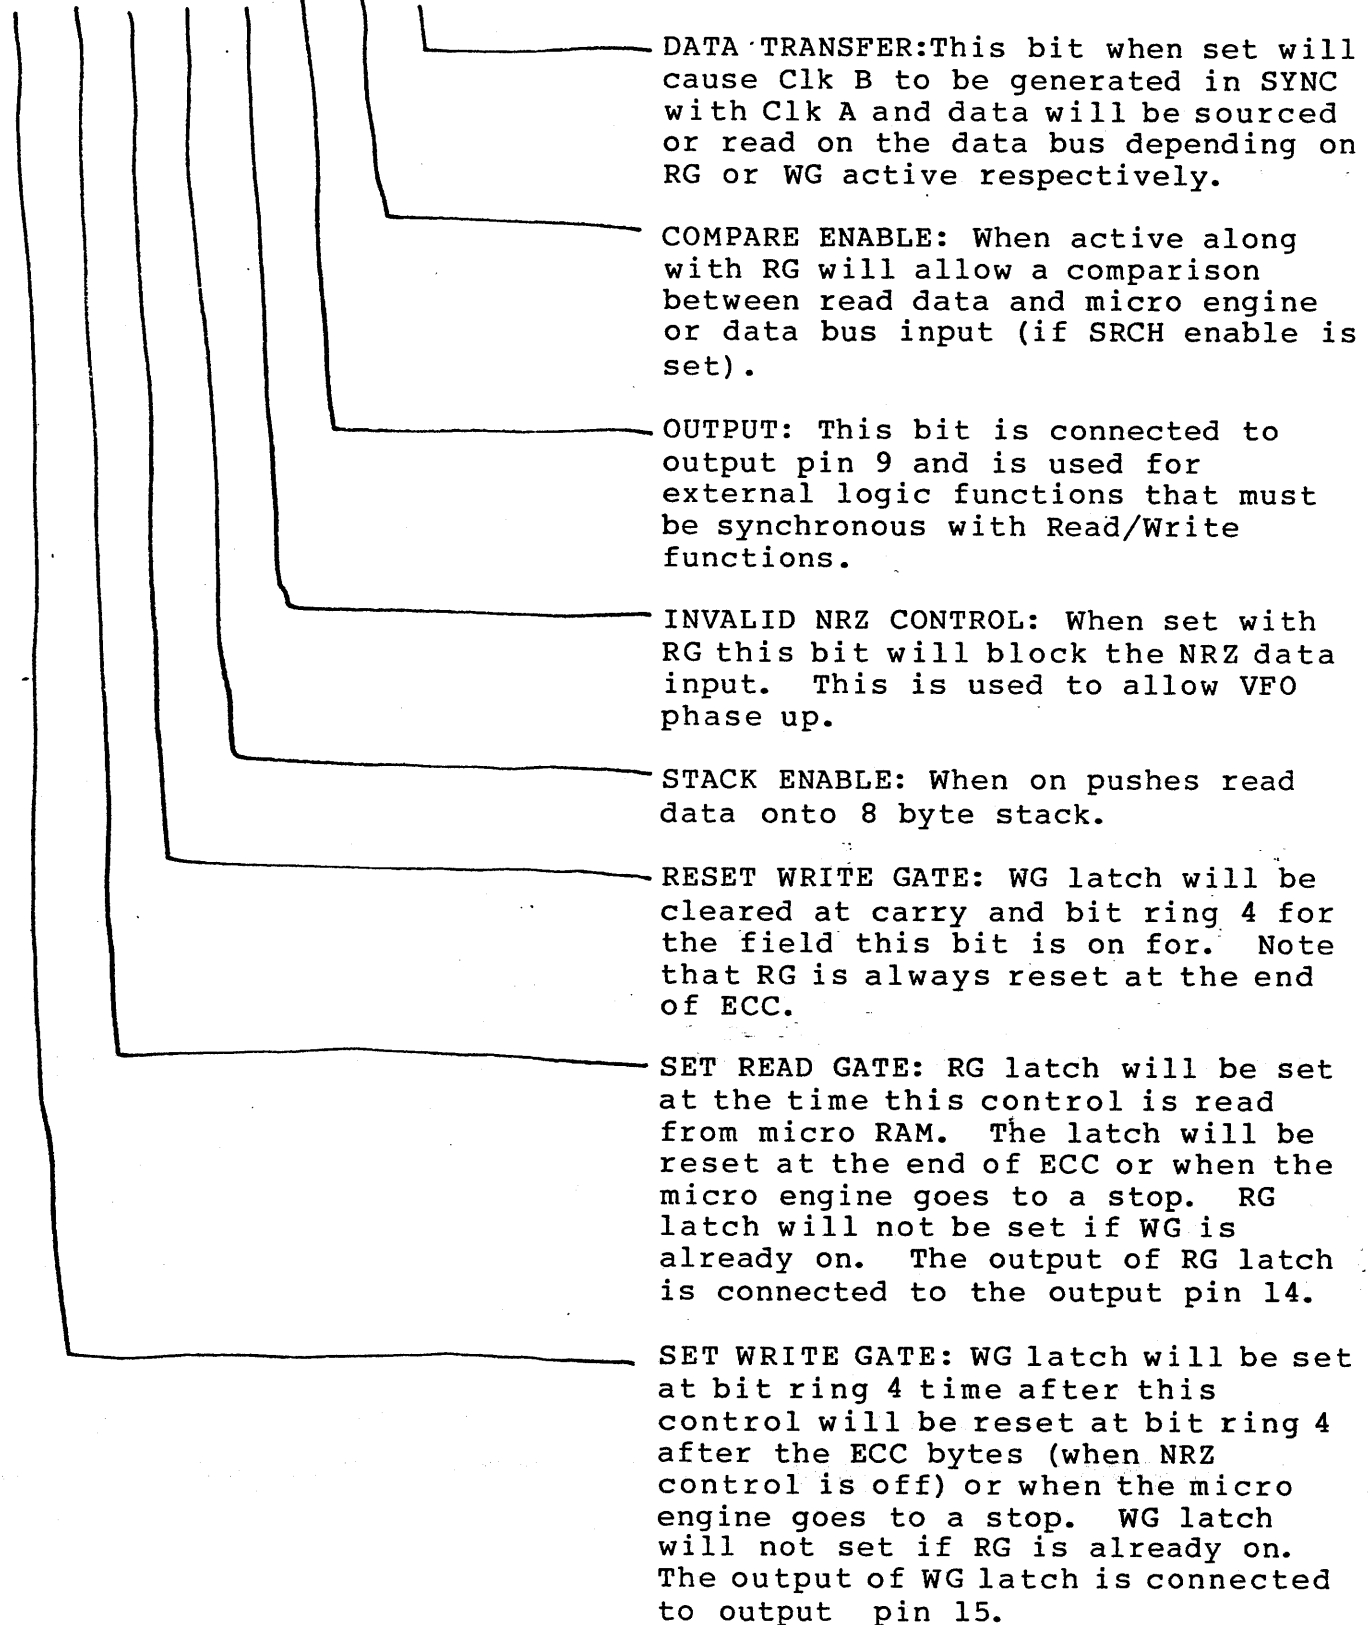 DATA TRANSFER:This bit when set will
cause Clk B to be generated in SYNC
with Clk A and data will be sourced
or read on the data bus depending on
RG or WG active respectively.
COMPARE ENABLE: When active along
with RG will allow a comparison
between read data and micro engine
or data bus input (if SRCH enable is
set).
OUTPUT: This bit is connected to
output pin 9 and is used for
external logic functions that must
be synchronous with Read/Write
functions.
INVALID NRZ CONTROL: When set with
RG this bit will block the NRZ data
input. This is used to allow VFO
phase up.
STACK ENABLE: When on pushes read
data onto 8 byte stack.
RESET WRITE GATE: WG latch will be
cleared at carry and bit ring 4 for
the field this bit is on for. Note
that RG is always reset at the end
of ECC.
SET READ GATE: RG latch will be set
at the time this control is read
from micro RAM. The latch will be
reset at the end of ECC or when the
micro engine goes to a stop. RG
latch will not be set if WG is
already on. The output of RG latch
is connected to the output pin 14.
SET WRITE GATE: WG latch will be set
at bit ring 4 time after this
control will be reset at bit ring 4
after the ECC bytes (when NRZ
control is off) or when the micro
engine goes to a stop. WG latch
will not set if RG is already on.
The output of WG latch is connected
to output pin 15.